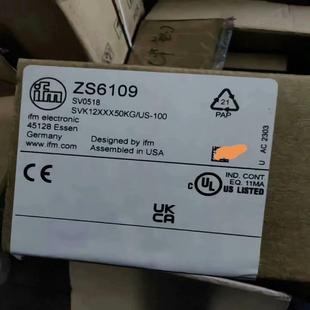 ifm
ZS6109
SV0518
SVK12XXX50KG/US-100
ifm electronic
45128 Essen
Germany
www.ifm.com
Designed by ifm
Assembled in USA
21
PAP
U AC 2303
CE
C UL US LISTED
IND. CONT
EQ. 11MA
UK
CA